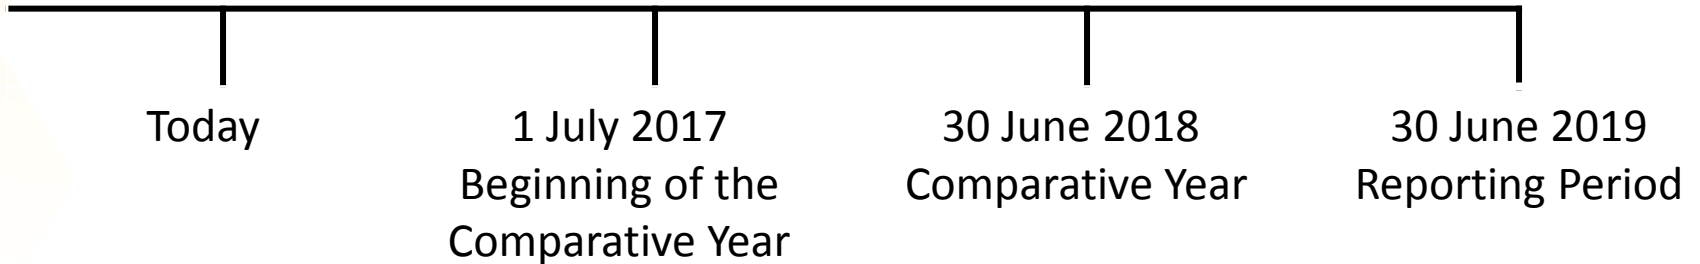 Today
1 July 2017
Beginning of the
Comparative Year
30 June 2018
Comparative Year
30 June 2019
Reporting Period